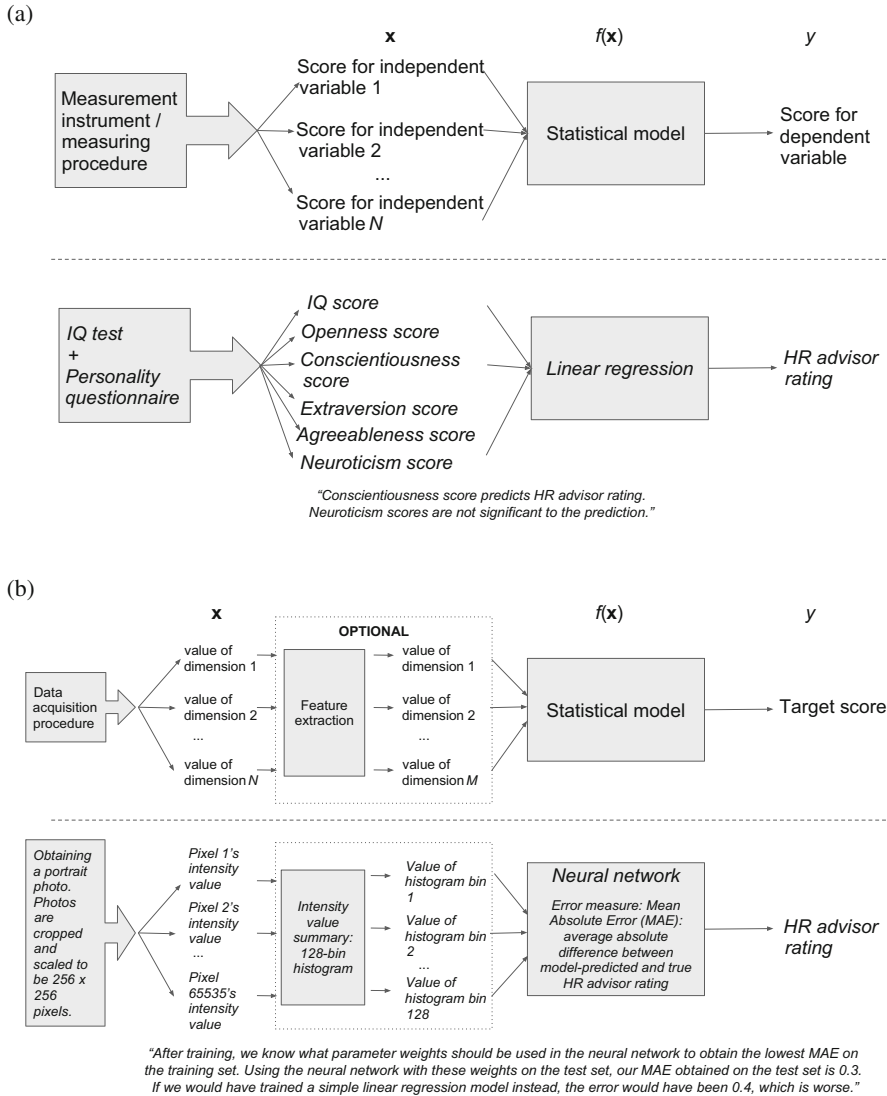 (a)
x
f(x)
y
Measurement
instrument /
measuring
procedure
Score for independent
variable 1
Score for independent
variable 2
...
Score for independent
variable N
Statistical model
Score for
dependent
variable
IQ test
+
Personality
questionnaire
IQ score
Openness score
Conscientiousness
score
Extraversion score
Agreeableness score
Neuroticism score
Linear regression
HR advisor
rating
“Conscientiousness score predicts HR advisor rating.
Neuroticism scores are not significant to the prediction.”
(b)
x
f(x)
y
OPTIONAL
Data
acquisition
procedure
value of
dimension 1
value of
dimension 2
...
value of
dimension N
Feature
extraction
value of
dimension 1
value of
dimension 2
...
value of
dimension M
Statistical model
Target score
Obtaining
a portrait
photo.
Photos are
cropped
and
scaled to
be 256 x
256
pixels.
Pixel 1's
intensity
value
Pixel 2's
intensity value
...
Pixel
65535's
intensity
value
Intensity
value
summary:
128-bin
histogram
Value of
histogram bin
1
Value of
histogram bin
2
...
Value of
histogram bin
128
Neural network
Error measure: Mean
Absolute Error (MAE):
average absolute
difference between
model-predicted and true
HR advisor rating
HR advisor
rating
“After training, we know what parameter weights should be used in the neural network to obtain the lowest MAE on
the training set. Using the neural network with these weights on the test set, our MAE obtained on the test set is 0.3.
If we would have trained a simple linear regression model instead, the error would have been 0.4, which is worse.”